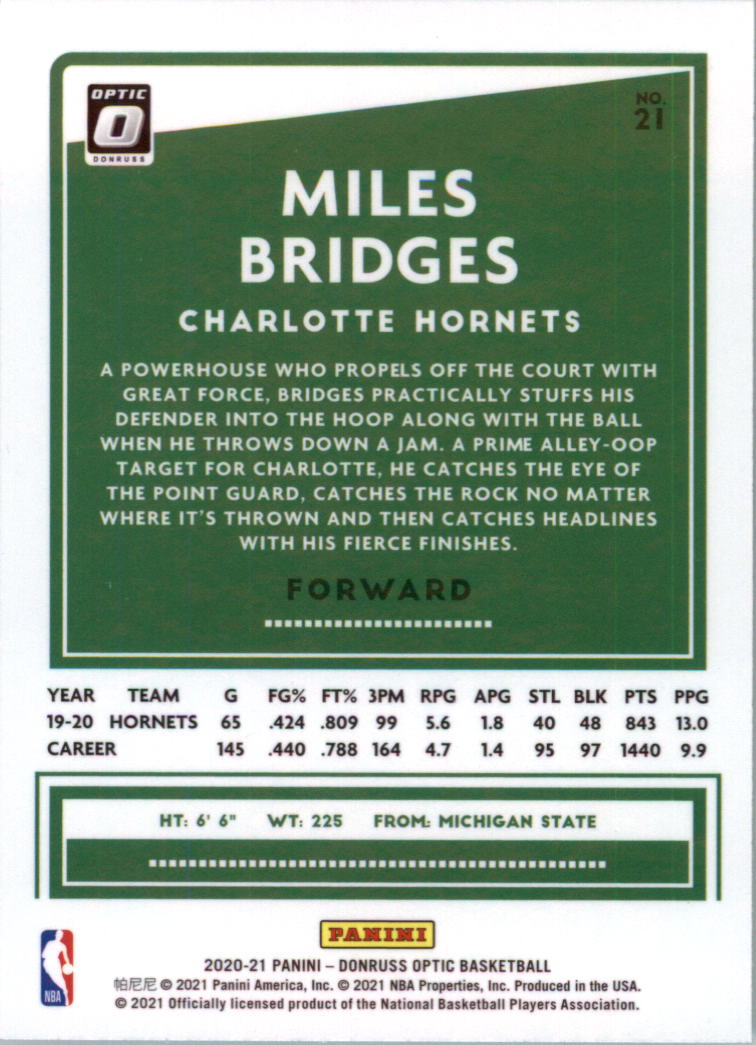 OPTIC
O
DONRUSS
NO.
21
MILES
BRIDGES
CHARLOTTE HORNETS
A POWERHOUSE WHO PROPELS OFF THE COURT WITH
GREAT FORCE, BRIDGES PRACTICALLY STUFFS HIS
DEFENDER INTO THE HOOP ALONG WITH THE BALL
WHEN HE THROWS DOWN A JAM. A PRIME ALLEY-OOP
TARGET FOR CHARLOTTE, HE CATCHES THE EYE OF
THE POINT GUARD, CATCHES THE ROCK NO MATTER
WHERE IT'S THROWN AND THEN CATCHES HEADLINES
WITH HIS FIERCE FINISHES.
FORWARD
YEAR TEAM G FG% FT% 3PM RPG APG STL BLK PTS PPG
19-20 HORNETS 65 .424 .809 99 5.6 1.8 40 48 843 13.0
CAREER 145 .440 .788 164 4.7 1.4 95 97 1440 9.9
HT: 6' 6" WT: 225 FROM: MICHIGAN STATE
PANINI
NBA
2020-21 PANINI – DONRUSS OPTIC BASKETBALL
帕尼尼 © 2021 Panini America, Inc. © 2021 NBA Properties, Inc. Produced in the USA.
© 2021 Officially licensed product of the National Basketball Players Association.